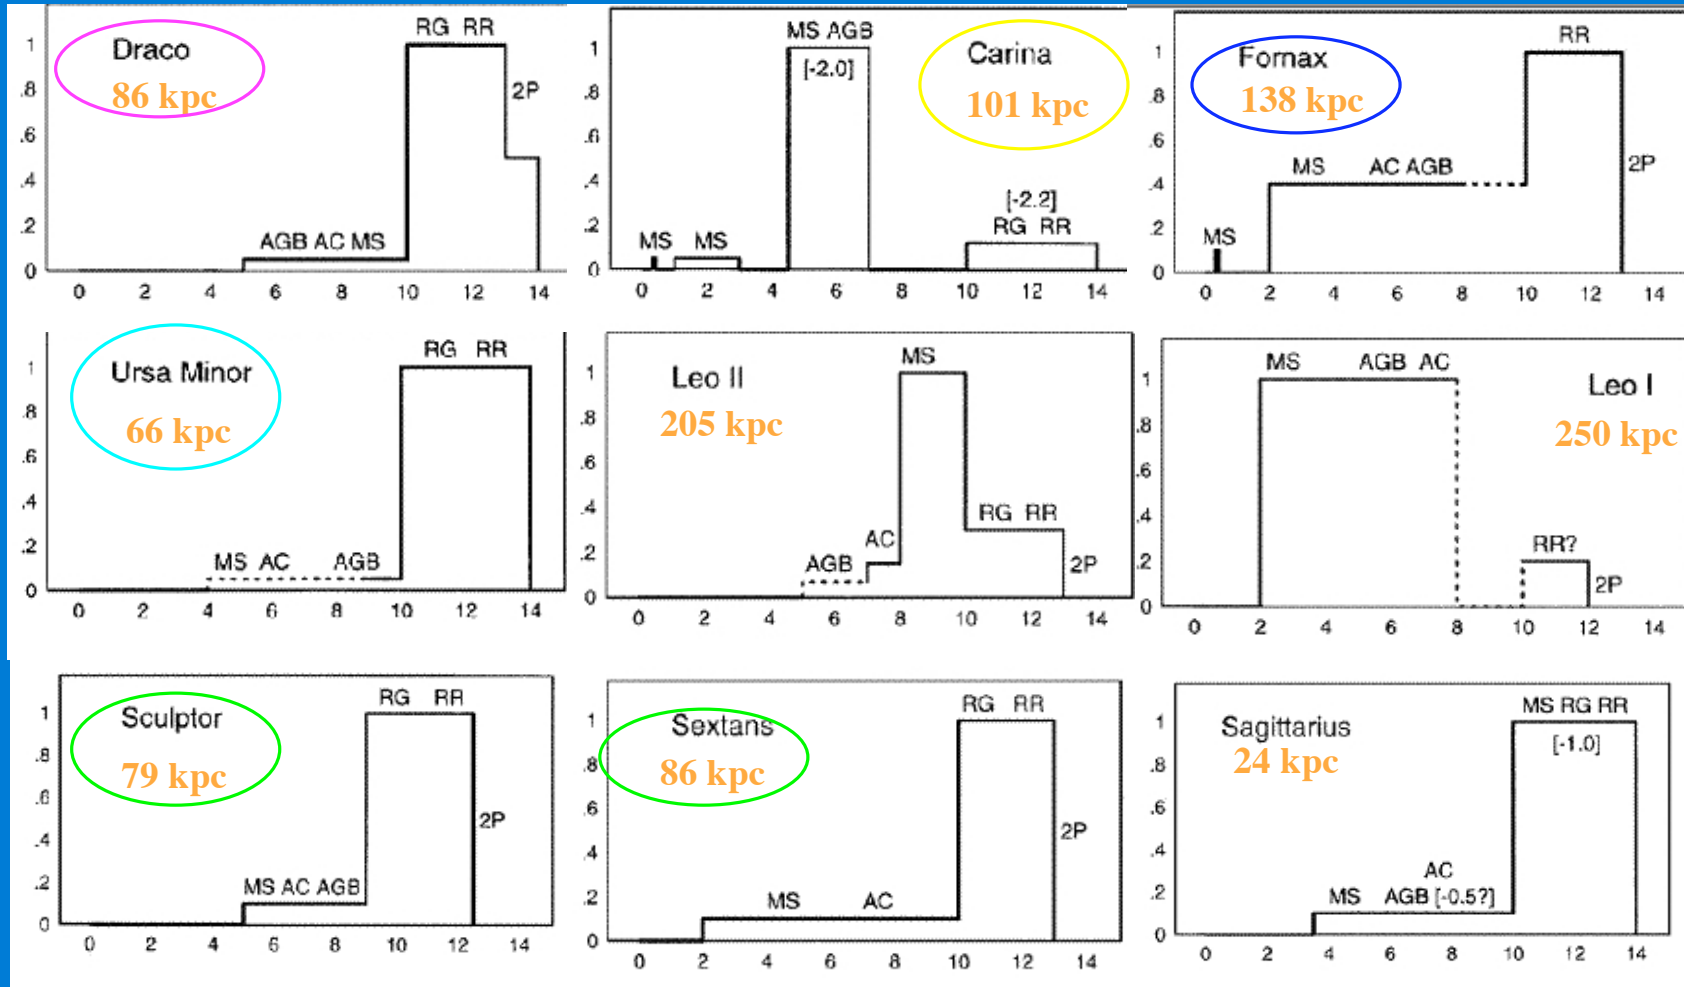 RG RR
Draco
86 kpc
1
.8
.6
.4
.2
0
2P
AGB AC MS
0 2 4 6 8 10 12 14
MS AGB
[-2.0]
Carina
101 kpc
1
.8
.6
.4
.2
0
[-2.2]
RG RR
MS MS
0 2 4 6 8 10 12 14
RR
Fornax
138 kpc
1
.8
.6
.4
.2
0
MS AC AGB
2P
MS
0 2 4 6 8 10 12 14
RG RR
Ursa Minor
66 kpc
1
.8
.6
.4
.2
0
MS AC AGB
0 2 4 6 8 10 12 14
MS
Leo II
205 kpc
1
.8
.6
.4
.2
0
RG RR
AC
AGB
2P
0 2 4 6 8 10 12 14
MS AGB AC
Leo I
250 kpc
1
.8
.6
.4
.2
0
RR?
2P
0 2 4 6 8 10 12 14
RG RR
Sculptor
79 kpc
1
.8
.6
.4
.2
0
2P
MS AC AGB
0 2 4 6 8 10 12 14
RG RR
Sextans
86 kpc
1
.8
.6
.4
.2
0
2P
MS AC
0 2 4 6 8 10 12 14
MS RG RR
[-1.0]
Sagittarius
24 kpc
1
.8
.6
.4
.2
0
AC
MS AGB [-0.5?]
0 2 4 6 8 10 12 14